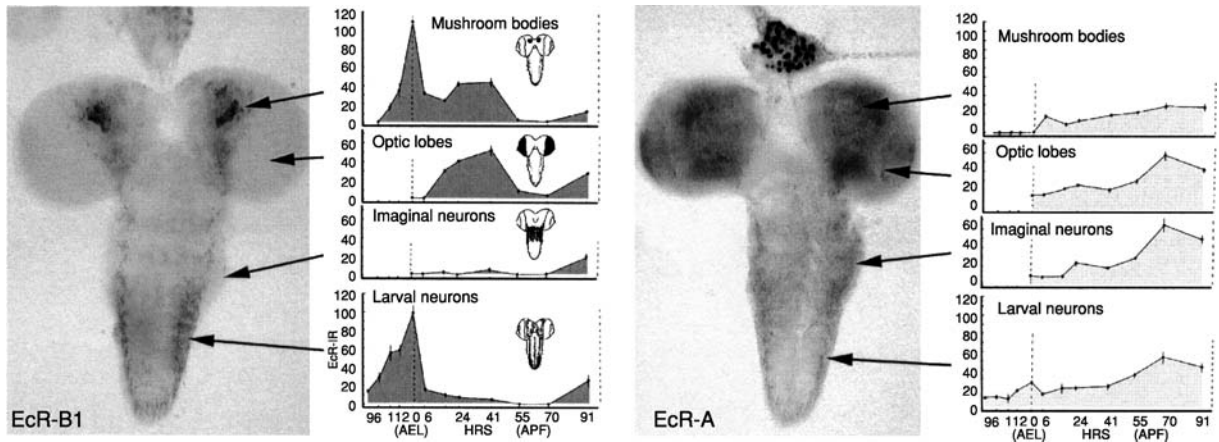 EcR-B1
EcR-IR
Mushroom bodies
120
100
80
60
40
20
0
Optic lobes
60
40
20
0
Imaginal neurons
60
40
20
0
Larval neurons
120
100
80
60
40
20
0
96 112 0 6 24 41 55 70 91
(AEL) HRS (APF)
EcR-A
Mushroom bodies
120
100
80
60
40
20
0
Optic lobes
60
40
20
0
Imaginal neurons
60
40
20
0
Larval neurons
120
100
80
60
40
20
0
96 112 0 6 24 41 55 70 91
(AEL) HRS (APF)